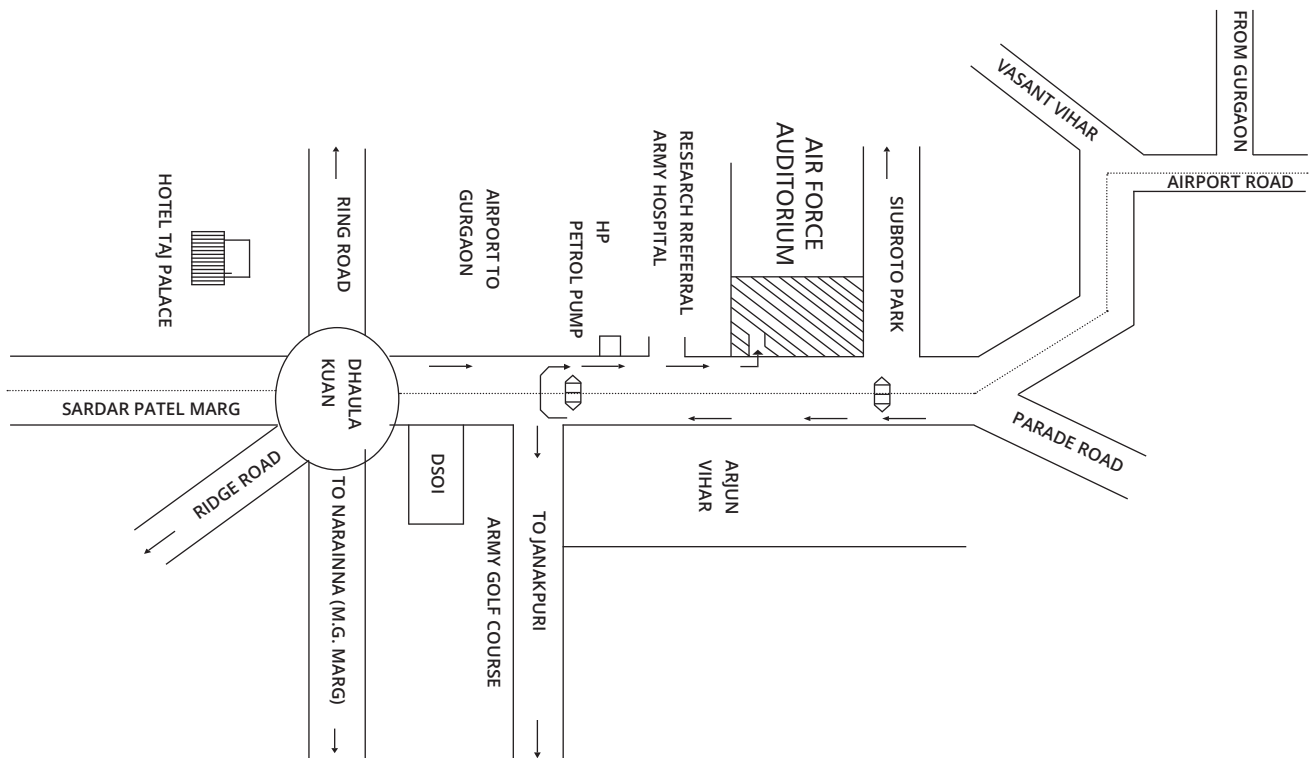 FROM GURGAON
VASANT VIHAR
AIRPORT ROAD
AIR FORCE
AUDITORIUM
SIUBROTO PARK
RESEARCH RREFERRAL
ARMY HOSPITAL
HP
PETROL PUMP
AIRPORT TO
GURGAON
RING ROAD
HOTEL TAJ PALACE
DHAULA
KUAN
SARDAR PATEL MARG
RIDGE ROAD
TO NARAINNA (M.G. MARG)
DSOI
ARMY GOLF COURSE
TO JANAKPURI
ARJUN
VIHAR
PARADE ROAD